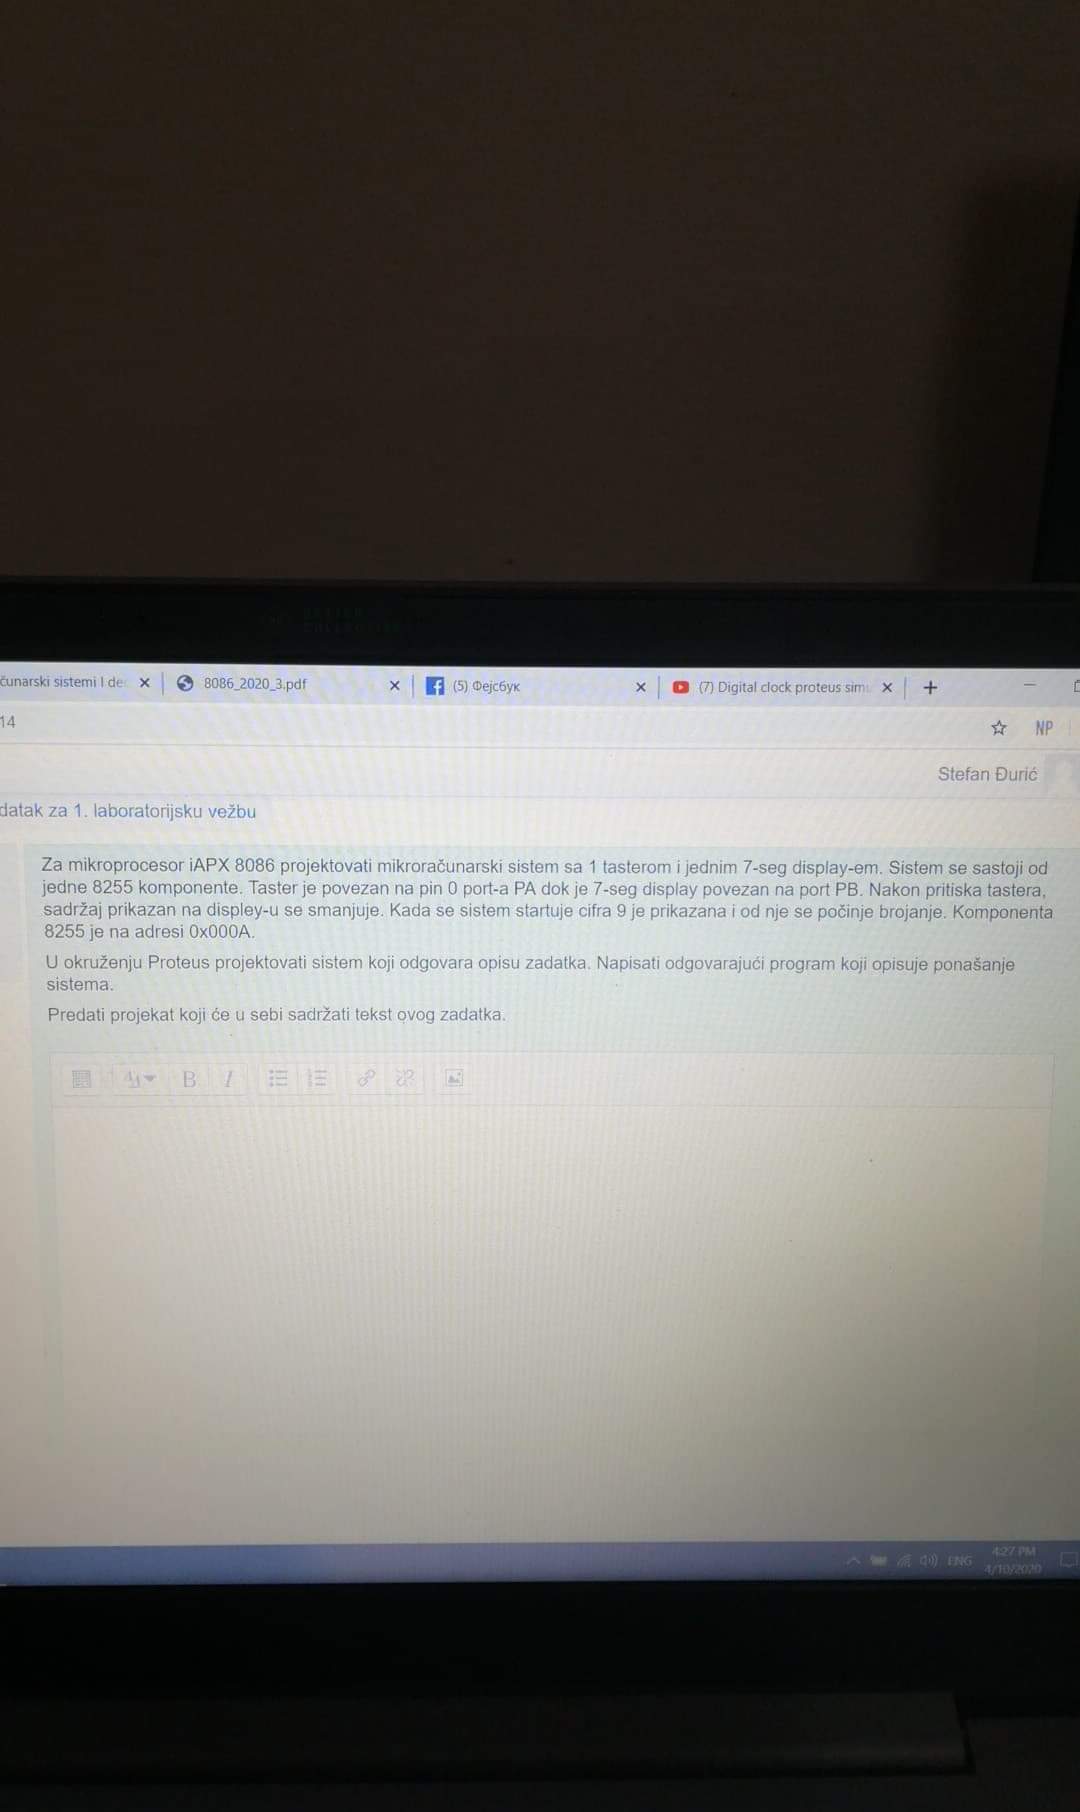 čunarski sistemi I de
8086_2020_3.pdf
(5) Фејсбук
(7) Digital clock proteus sim
14
NP
Stefan Đurić
datak za 1. laboratorijsku vežbu
Za mikroprocesor iAPX 8086 projektovati mikroračunarski sistem sa 1 tasterom i jednim 7-seg display-em. Sistem se sastoji od
jedne 8255 komponente. Taster je povezan na pin 0 port-a PA dok je 7-seg display povezan na port PB. Nakon pritiska tastera,
sadržaj prikazan na displey-u se smanjuje. Kada se sistem startuje cifra 9 je prikazana i od nje se počinje brojanje. Komponenta
8255 je na adresi 0x000A.
U okruženju Proteus projektovati sistem koji odgovara opisu zadatka. Napisati odgovarajući program koji opisuje ponašanje
sistema.
Predati projekat koji će u sebi sadržati tekst ovog zadatka.
B I
ENG
4:27 PM
4/10/2020